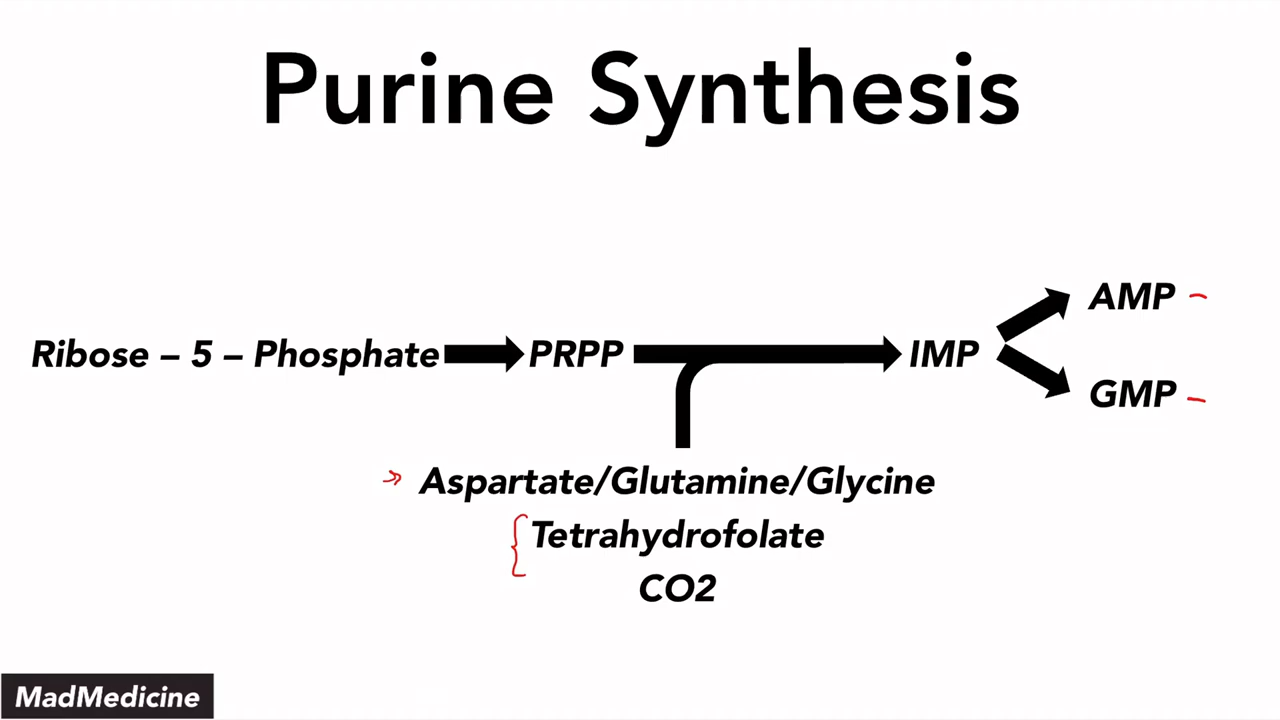 Purine Synthesis
AMP
Ribose – 5 – Phosphate PRPP IMP
GMP
Aspartate/Glutamine/Glycine
Tetrahydrofolate
CO2
MadMedicine